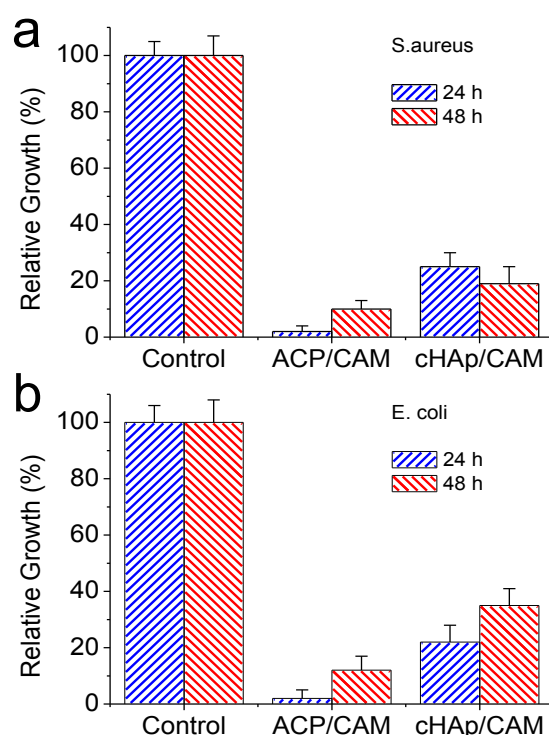 a
S.aureus
24 h
48 h
Relative Growth (%)
100
80
60
40
20
0
Control ACP/CAM cHAp/CAM
b
E. coli
24 h
48 h
Relative Growth (%)
100
80
60
40
20
0
Control ACP/CAM cHAp/CAM